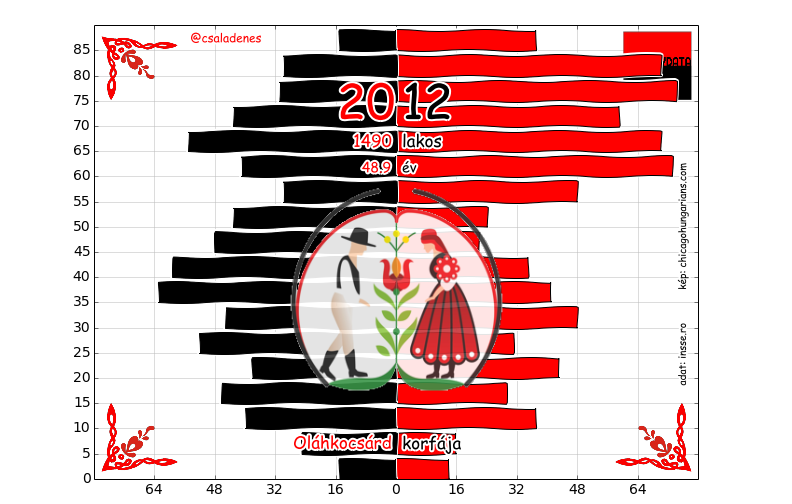 @csaladenes
DATA
2012
1490 lakos
48.9 év
kép: chicagohungarians.com
adat: insse.ro
Oláhkocsárd korfája
85
80
75
70
65
60
55
50
45
40
35
30
25
20
15
10
5
0
64 48 32 16 0 16 32 48 64